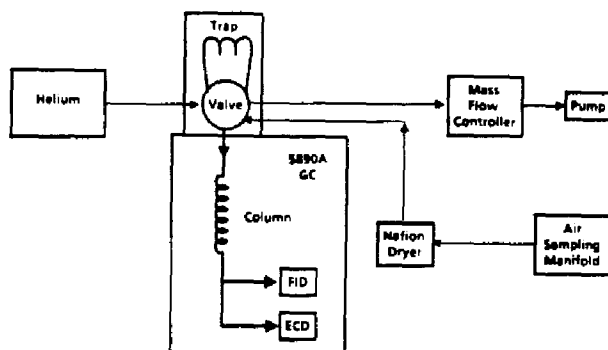 Trap
Helium
Valve
Mass
Flow
Controller
Pump
5890A
GC
Column
Nafion
Dryer
Air
Sampling
Manifold
FID
ECD